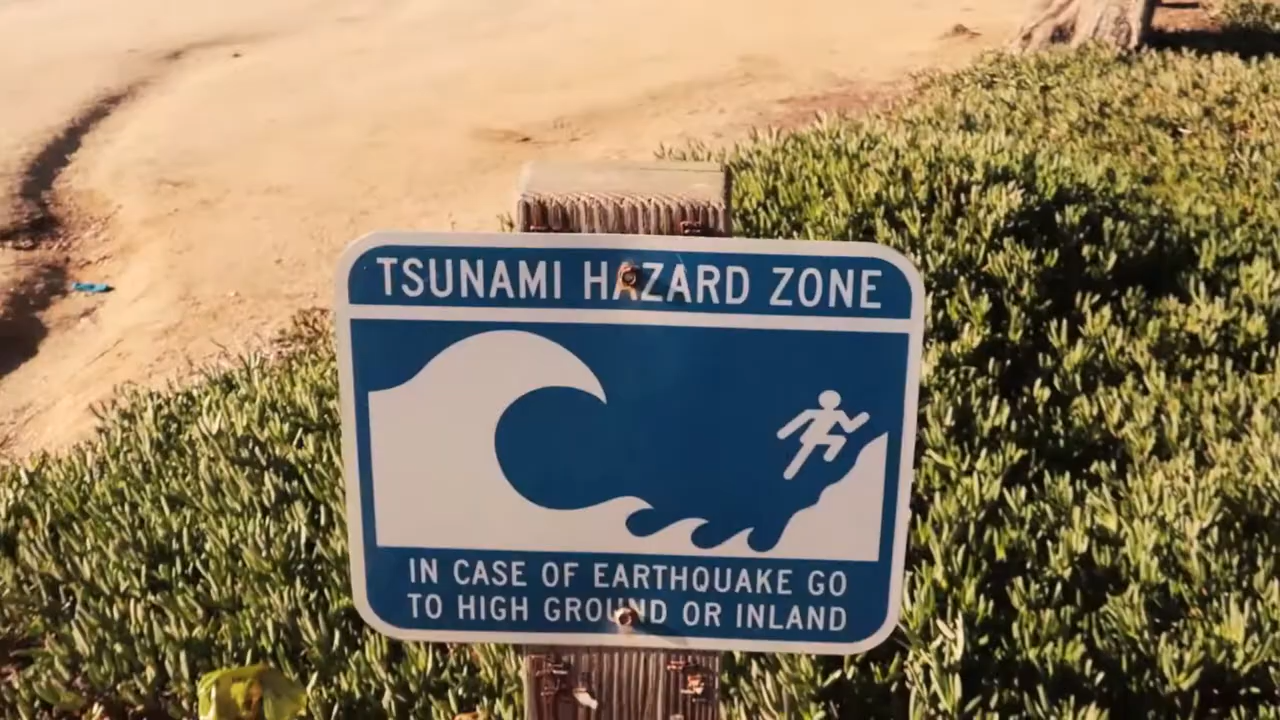 TSUNAMI HAZARD ZONE
IN CASE OF EARTHQUAKE GO
TO HIGH GROUND OR INLAND